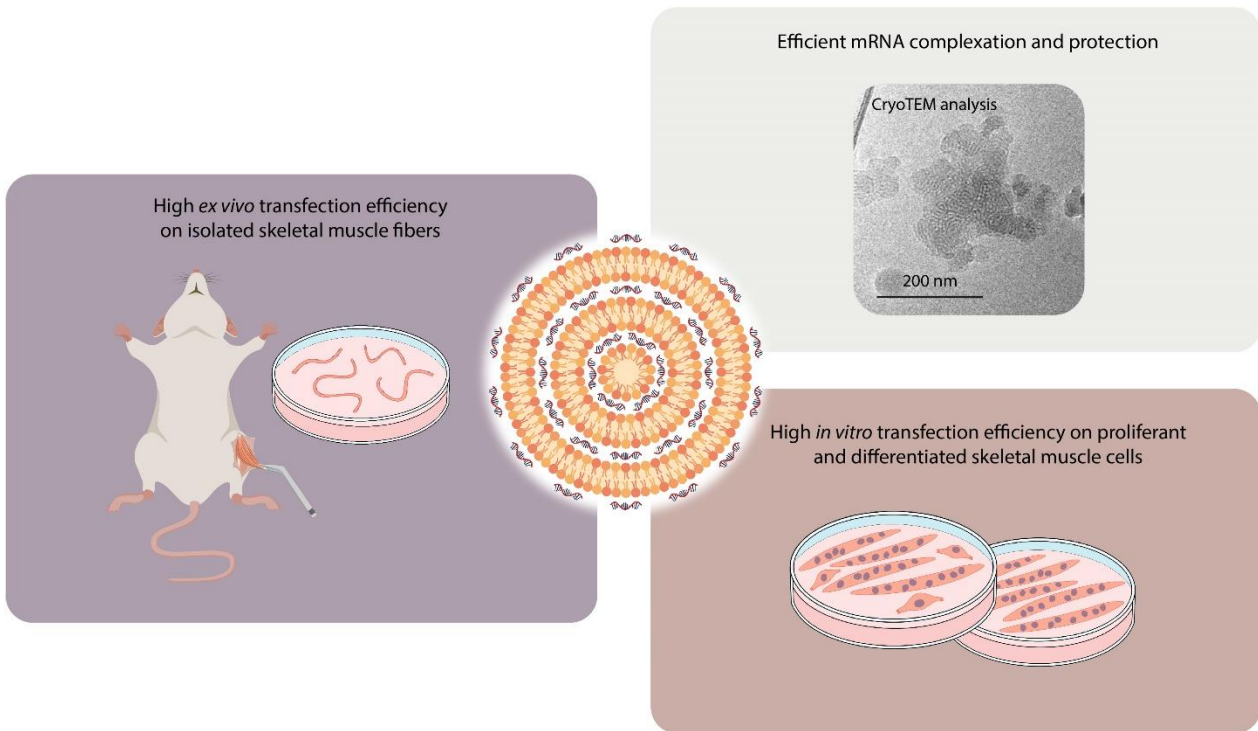 Efficient mRNA complexation and protection
CryoTEM analysis
200 nm
High ex vivo transfection efficiency
on isolated skeletal muscle fibers
High in vitro transfection efficiency on proliferant
and differentiated skeletal muscle cells